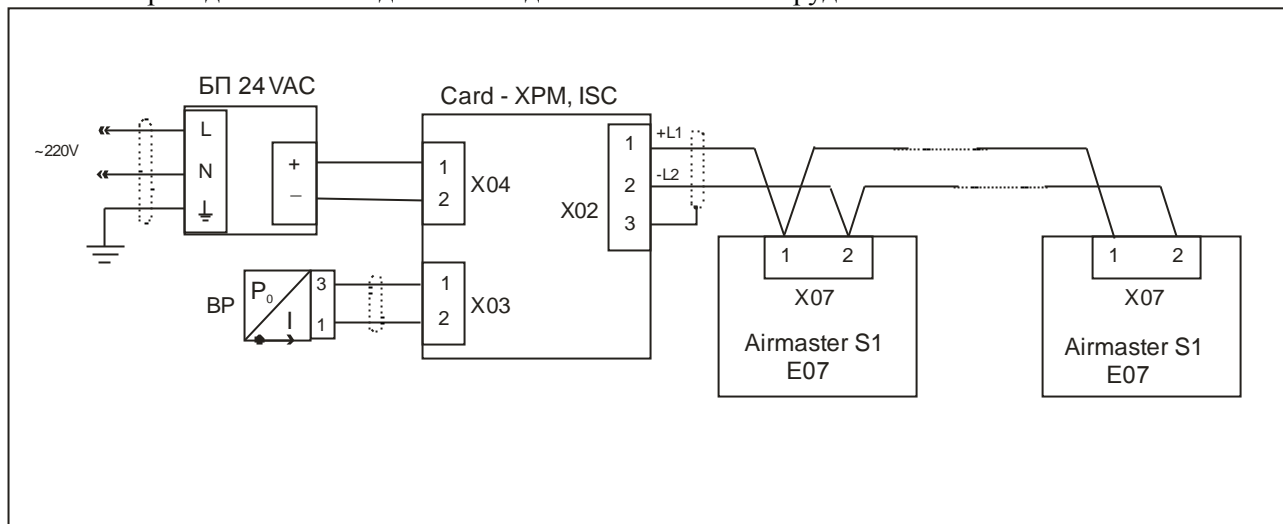 БП 24 VAC
L
N
~220V
+
–
Card - XPM, ISC
1
2
X04
1
2
3
X02
+L1
-L2
BP
P₀
I
3
1
1
2
X03
1
2
X07
Airmaster S1
E07
1
2
X07
Airmaster S1
E07